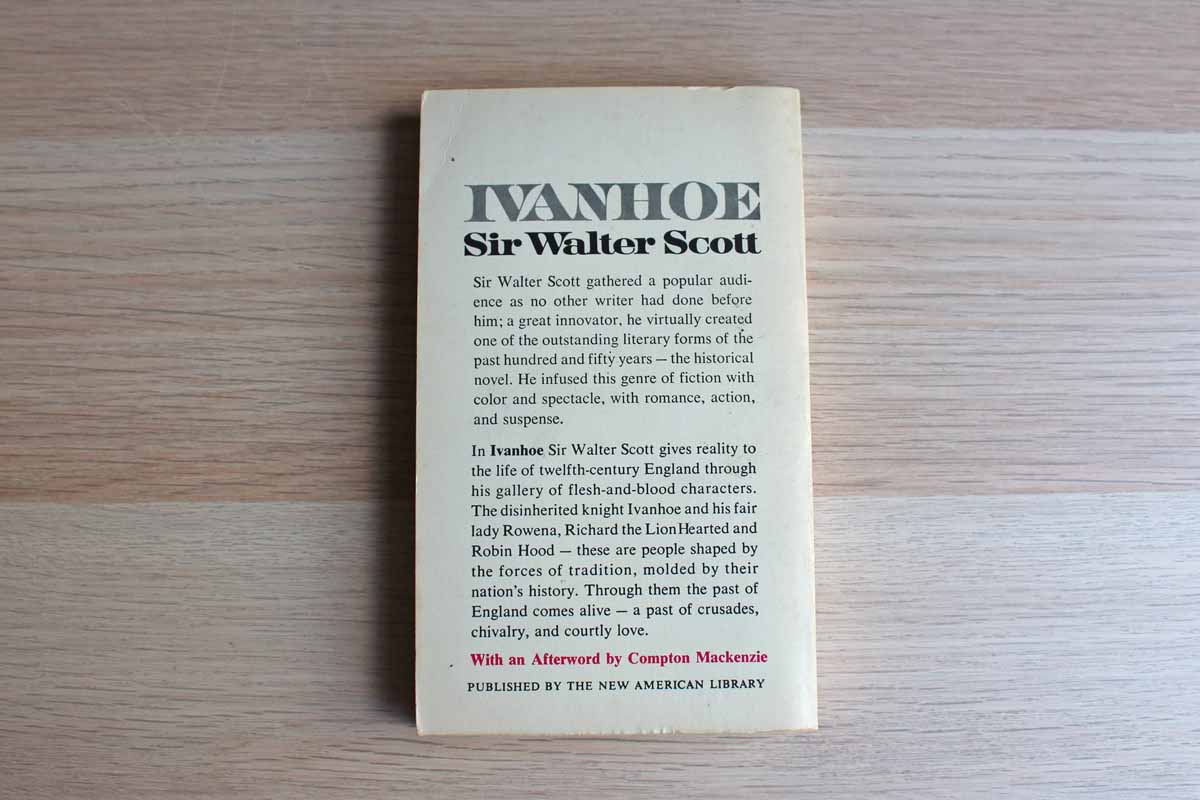 IVANHOE
Sir Walter Scott
Sir Walter Scott gathered a popular audi-
ence as no other writer had done before
him; a great innovator, he virtually created
one of the outstanding literary forms of the
past hundred and fifty years — the historical
novel. He infused this genre of fiction with
color and spectacle, with romance, action,
and suspense.
In Ivanhoe Sir Walter Scott gives reality to
the life of twelfth-century England through
his gallery of flesh-and-blood characters.
The disinherited knight Ivanhoe and his fair
lady Rowena, Richard the Lion Hearted and
Robin Hood — these are people shaped by
the forces of tradition, molded by their
nation's history. Through them the past of
England comes alive — a past of crusades,
chivalry, and courtly love.
With an Afterword by Compton Mackenzie
PUBLISHED BY THE NEW AMERICAN LIBRARY